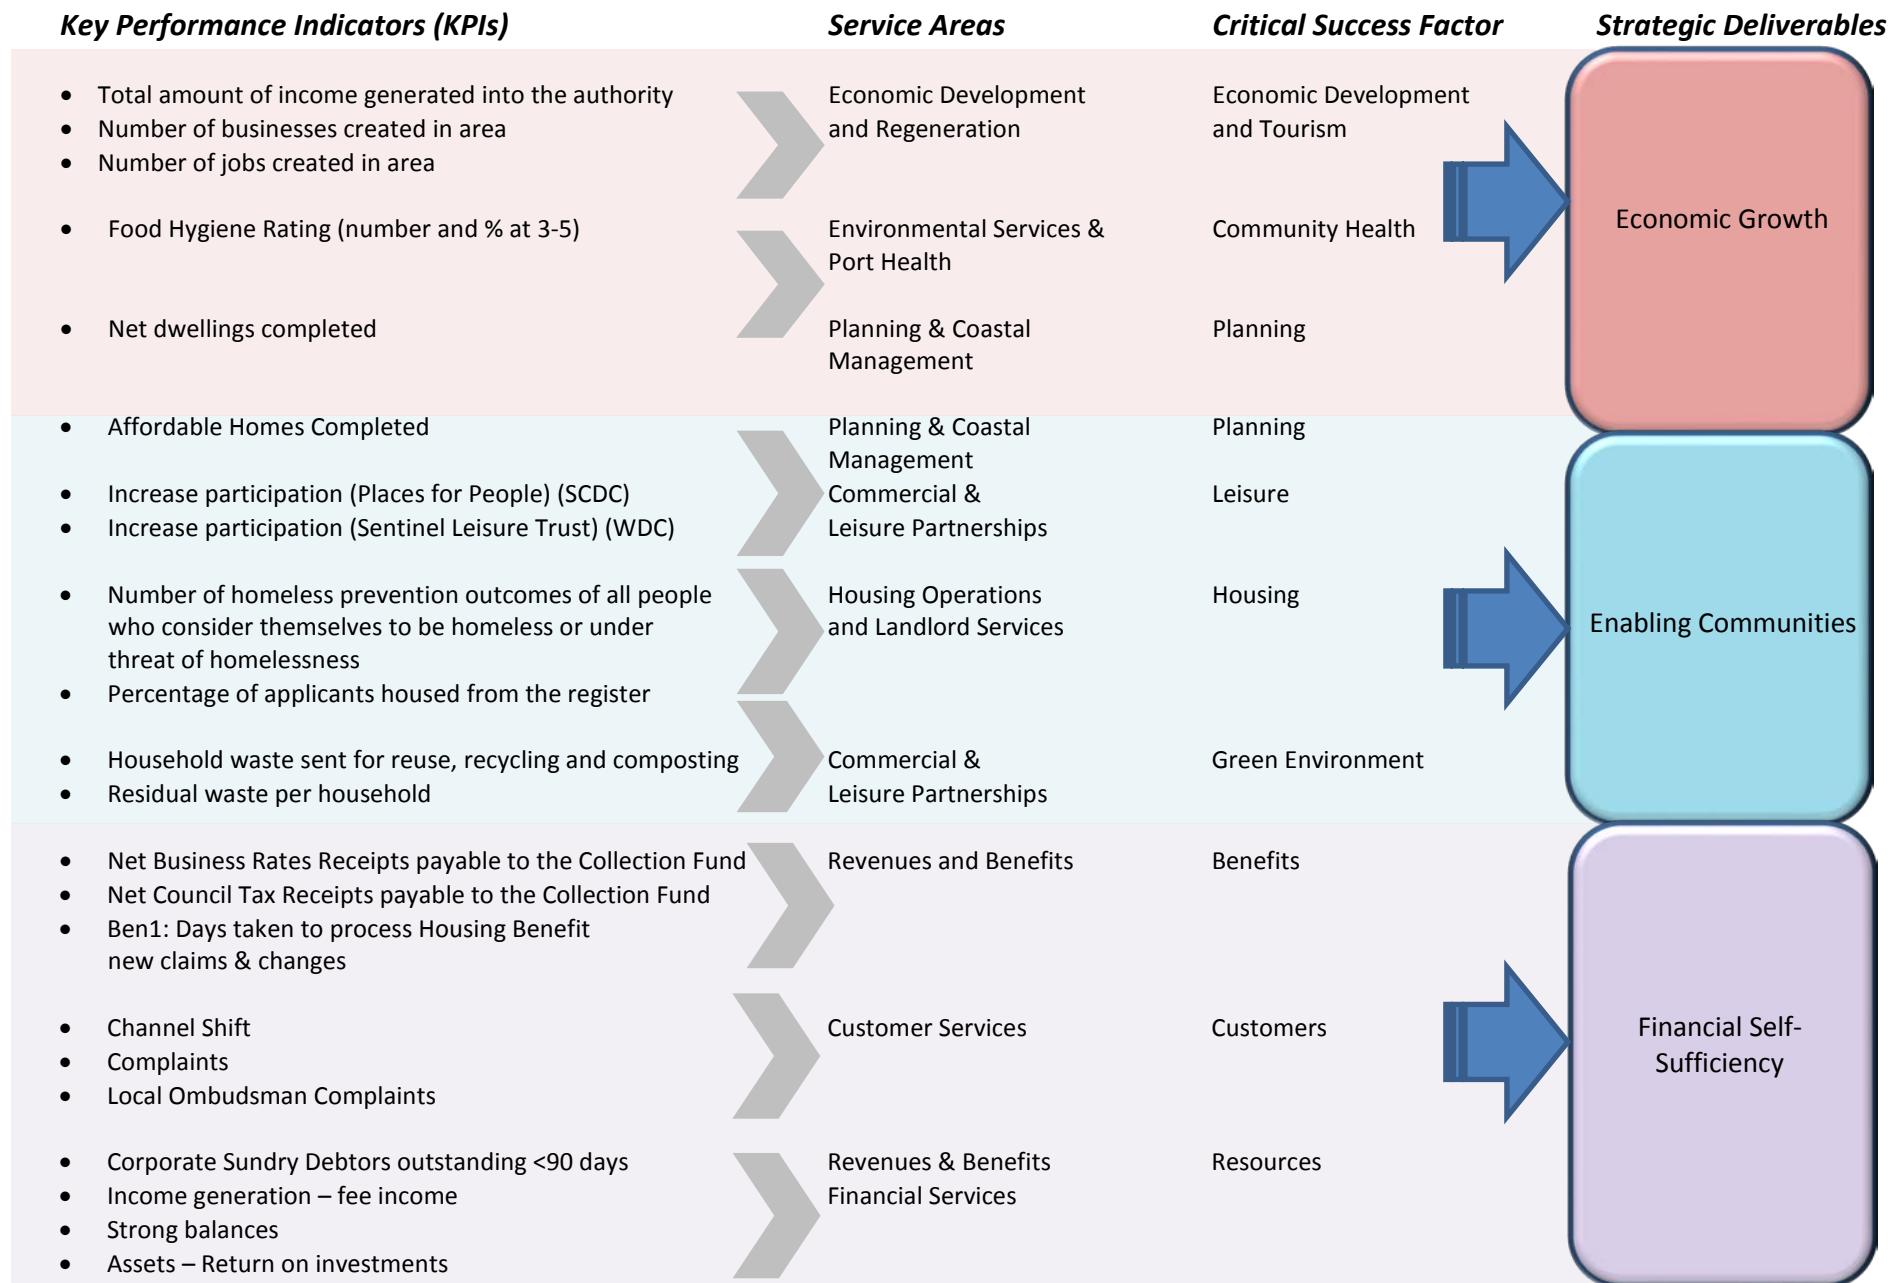 Key Performance Indicators (KPIs) Service Areas Critical Success Factor Strategic Deliverables
• Total amount of income generated into the authority Economic Development Economic Development
• Number of businesses created in area and Regeneration and Tourism
• Number of jobs created in area
Economic Growth
• Food Hygiene Rating (number and % at 3-5) Environmental Services & Community Health
Port Health
• Net dwellings completed Planning & Coastal Planning
Management
• Affordable Homes Completed Planning & Coastal Planning
Management
• Increase participation (Places for People) (SCDC) Commercial & Leisure
• Increase participation (Sentinel Leisure Trust) (WDC) Leisure Partnerships
• Number of homeless prevention outcomes of all people Housing Operations Housing
who consider themselves to be homeless or under and Landlord Services Enabling Communities
threat of homelessness
• Percentage of applicants housed from the register
• Household waste sent for reuse, recycling and composting Commercial & Green Environment
• Residual waste per household Leisure Partnerships
• Net Business Rates Receipts payable to the Collection Fund Revenues and Benefits Benefits
• Net Council Tax Receipts payable to the Collection Fund
• Ben1: Days taken to process Housing Benefit
new claims & changes
• Channel Shift Customer Services Customers Financial Self-
• Complaints Sufficiency
• Local Ombudsman Complaints
• Corporate Sundry Debtors outstanding <90 days Revenues & Benefits Resources
• Income generation – fee income Financial Services
• Strong balances
• Assets – Return on investments